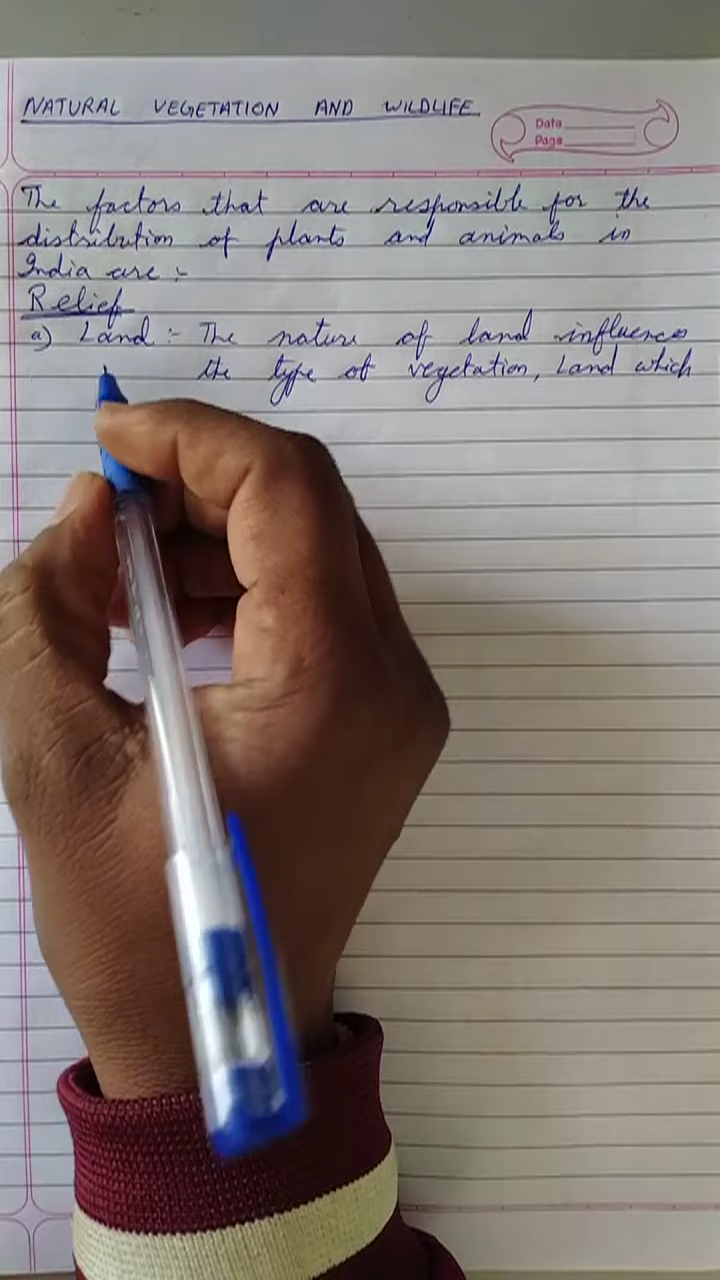 NATURAL VEGETATION AND WILDLIFE
Date
Page
The factors that are responsible for the
distribution of plants and animals in
India are :-
Relief
a) Land :- The nature of land influences
the type of vegetation, Land which